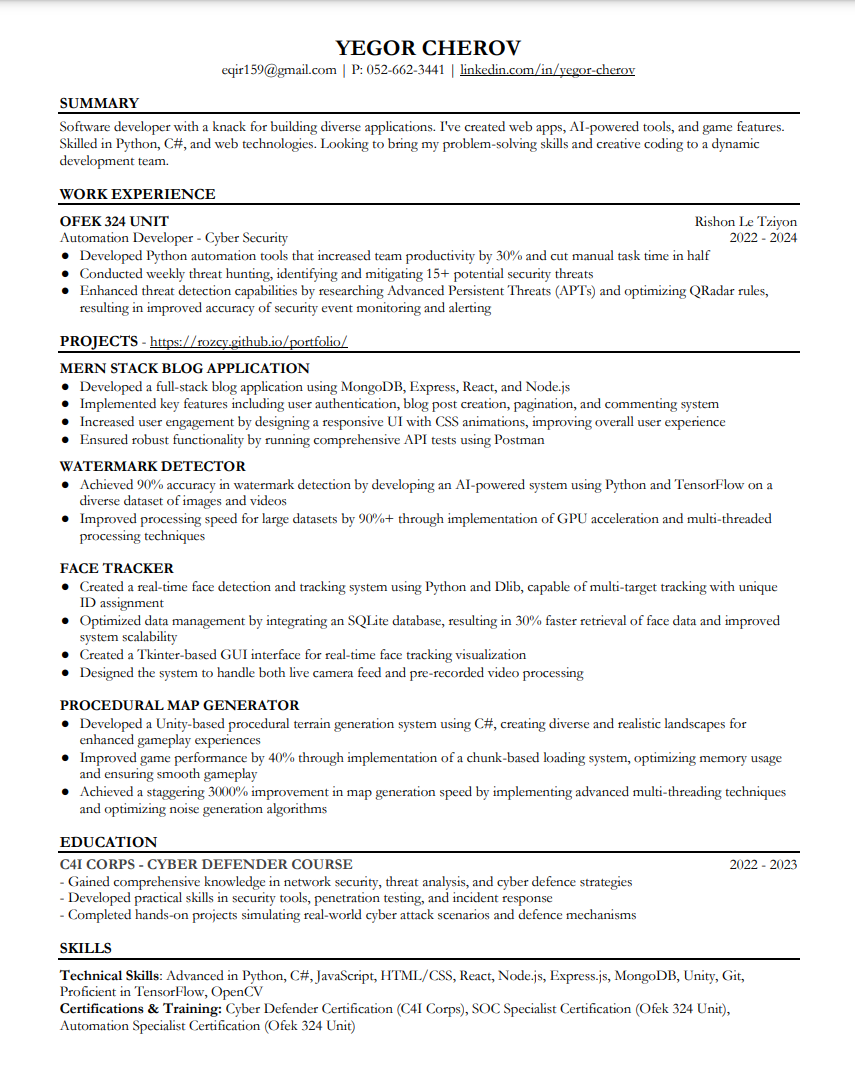 YEGOR CHEROV
eqir159@gmail.com | P: 052-662-3441 | linkedin.com/in/yegor-cherov
SUMMARY
Software developer with a knack for building diverse applications. I've created web apps, AI-powered tools, and game features.
Skilled in Python, C#, and web technologies. Looking to bring my problem-solving skills and creative coding to a dynamic
development team.
WORK EXPERIENCE
OFEK 324 UNIT Rishon Le Tziyon
Automation Developer - Cyber Security 2022 - 2024
● Developed Python automation tools that increased team productivity by 30% and cut manual task time in half
● Conducted weekly threat hunting, identifying and mitigating 15+ potential security threats
● Enhanced threat detection capabilities by researching Advanced Persistent Threats (APTs) and optimizing QRadar rules,
resulting in improved accuracy of security event monitoring and alerting
PROJECTS - https://rozcy.github.io/portfolio/
MERN STACK BLOG APPLICATION
● Developed a full-stack blog application using MongoDB, Express, React, and Node.js
● Implemented key features including user authentication, blog post creation, pagination, and commenting system
● Increased user engagement by designing a responsive UI with CSS animations, improving overall user experience
● Ensured robust functionality by running comprehensive API tests using Postman
WATERMARK DETECTOR
● Achieved 90% accuracy in watermark detection by developing an AI-powered system using Python and TensorFlow on a
diverse dataset of images and videos
● Improved processing speed for large datasets by 90%+ through implementation of GPU acceleration and multi-threaded
processing techniques
FACE TRACKER
● Created a real-time face detection and tracking system using Python and Dlib, capable of multi-target tracking with unique
ID assignment
● Optimized data management by integrating an SQLite database, resulting in 30% faster retrieval of face data and improved
system scalability
● Created a Tkinter-based GUI interface for real-time face tracking visualization
● Designed the system to handle both live camera feed and pre-recorded video processing
PROCEDURAL MAP GENERATOR
● Developed a Unity-based procedural terrain generation system using C#, creating diverse and realistic landscapes for
enhanced gameplay experiences
● Improved game performance by 40% through implementation of a chunk-based loading system, optimizing memory usage
and ensuring smooth gameplay
● Achieved a staggering 3000% improvement in map generation speed by implementing advanced multi-threading techniques
and optimizing noise generation algorithms
EDUCATION
C4I CORPS - CYBER DEFENDER COURSE 2022 - 2023
- Gained comprehensive knowledge in network security, threat analysis, and cyber defence strategies
- Developed practical skills in security tools, penetration testing, and incident response
- Completed hands-on projects simulating real-world cyber attack scenarios and defence mechanisms
SKILLS
Technical Skills: Advanced in Python, C#, JavaScript, HTML/CSS, React, Node.js, Express.js, MongoDB, Unity, Git,
Proficient in TensorFlow, OpenCV
Certifications & Training: Cyber Defender Certification (C4I Corps), SOC Specialist Certification (Ofek 324 Unit),
Automation Specialist Certification (Ofek 324 Unit)